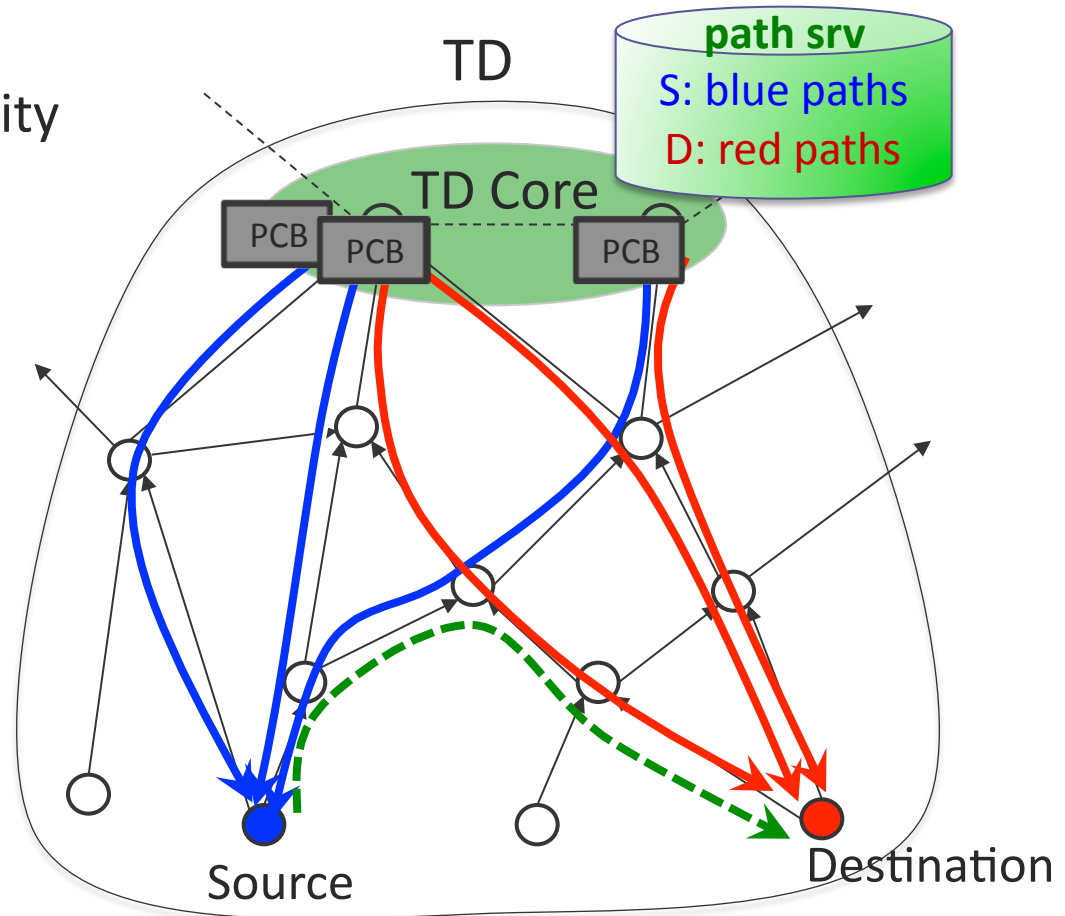 TD
path srv
S: blue paths
D: red paths
ity
TD Core
PCB
PCB
PCB
Source
Destination